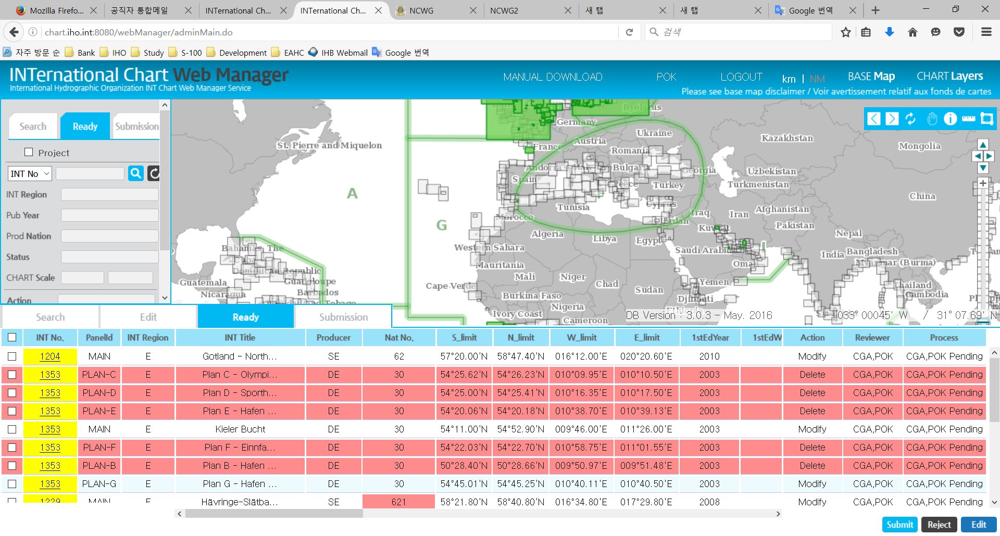 Mozilla Firefo...
공직자 통합메일
INTernational Ch...
INTernational Ch...
NCWG
NCWG2
새 탭
새 탭
Google 번역
chart.iho.int:8080/webManager/adminMain.do
검색
자주 방문 순
Bank
IHO
Study
S-100
Development
EAHC
IHB Webmail
Google 번역
INTernational Chart Web Manager
International Hydrographic Organization INT Chart Web Manager Service
MANUAL DOWNLOAD
POK
LOGOUT
km | NM
BASE Map
CHART Layers
Please see base map disclaimer / Voir avertissement relatif aux fonds de cartes
Search
Ready
Submission
Project
INT No
INT Region
Pub Year
Prod Nation
Status
CHART Scale
Action
Byelarus
Germany
Ukraine
St. Pierre and Miquelon
France
Austria
Kazakhstan
Mongolia
Romania
Andorra
Bulgaria
Georgia
Uzbekistan
Spain
Greece
Turkey
Turkmenistan
A
China
Tunisia
Cyprus
Afghanistan
Morocco
Iraq
Iran
G
Jordan
Kuwait
Pakistan
Algeria
Libya
Egypt
Nepal
I
Bahamas, The
Western Sahara
Saudi Arabia
India
Bangladesh
Cuba
Mauritania
Oman
Myanmar (Burma)
Dominican Republic
Mali
Niger
Guatemala
Guadeloupe
Cape Verde
Chad
Sudan
Yemen
Thailand
Nicaragua
Barbados
Burkina Faso
Djibouti
Cambodia
Trinidad and Tobago
Nigeria
Ivory Coast
Cameroon
Ethiopia
DB Version : 3.0.3 - May. 2016
033° 00045' W / 31° 07.69' N
Search
Edit
Ready
Submission
INT No. PanelId INT Region INT Title Producer Nat No. S_limit N_limit W_limit E_limit 1stEdYear 1stEdW Action Reviewer Process
1204 MAIN E Gotland - North... SE 62 57°20.00'N 58°47.40'N 016°12.00'E 020°20.60'E 2010 Modify CGA,POK CGA,POK Pending
1353 PLAN-C E Plan C - Olympi... DE 30 54°25.62'N 54°26.23'N 010°09.95'E 010°10.50'E 2003 Delete CGA,POK CGA,POK Pending
1353 PLAN-D E Plan D - Sporth... DE 30 54°25.00'N 54°25.41'N 010°16.35'E 010°17.50'E 2003 Delete CGA,POK CGA,POK Pending
1353 PLAN-E E Plan E - Hafen ... DE 30 54°20.06'N 54°20.18'N 010°38.70'E 010°39.13'E 2003 Delete CGA,POK CGA,POK Pending
1353 MAIN E Kieler Bucht DE 30 54°11.00'N 54°52.90'N 009°46.00'E 011°26.00'E 2003 Modify CGA,POK CGA,POK Pending
1353 PLAN-F E Plan F - Einnfa... DE 30 54°22.03'N 54°22.70'N 010°58.75'E 011°01.55'E 2003 Delete CGA,POK CGA,POK Pending
1353 PLAN-B E Plan B - Hafen ... DE 30 50°28.40'N 50°28.66'N 009°50.97'E 009°51.48'E 2003 Delete CGA,POK CGA,POK Pending
1353 PLAN-G E Plan G - Hafen ... DE 30 54°45.01'N 54°45.25'N 010°40.11'E 010°40.50'E 2003 Modify CGA,POK CGA,POK Pending
1229 MAIN E Hävringe-Slätba... SE 621 58°21.80'N 58°40.80'N 016°34.80'E 017°29.80'E 2008 Modify CGA,POK CGA,POK Pending
Submit
Reject
Edit